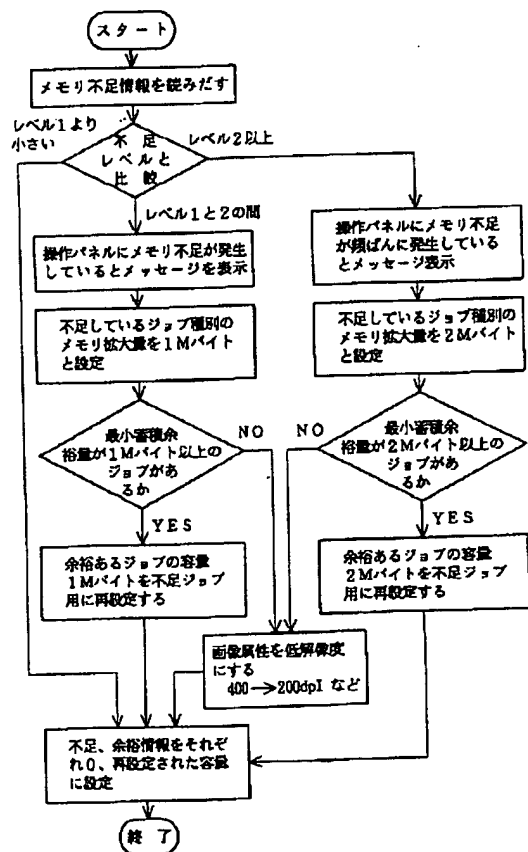 スタート
メモリ不足情報を読みだす
レベル1より
小さい
不足
レベルと
比較
レベル2以上
レベル1と2の間
操作パネルにメモリ不足が発生
しているとメッセージを表示
操作パネルにメモリ不足
が頻ぱんに発生している
とメッセージ表示
不足しているジョブ種別の
メモリ拡大量を1Mバイト
と設定
不足しているジョブ種別の
メモリ拡大量を2Mバイト
と設定
最小蓄積余
裕量が1Mバイト以上の
ジョブがあ
るか
NO
NO
最小蓄積余
裕量が2Mバイト以上の
ジョブがあ
るか
YES
YES
余裕あるジョブの容量
1Mバイトを不足ジョブ
用に再設定する
余裕あるジョブの容量
2Mバイトを不足ジョブ
用に再設定する
画像属性を低解像度
にする
400→200dpI など
不足、余裕情報をそれぞ
れ0、再設定された容量
に設定
終了